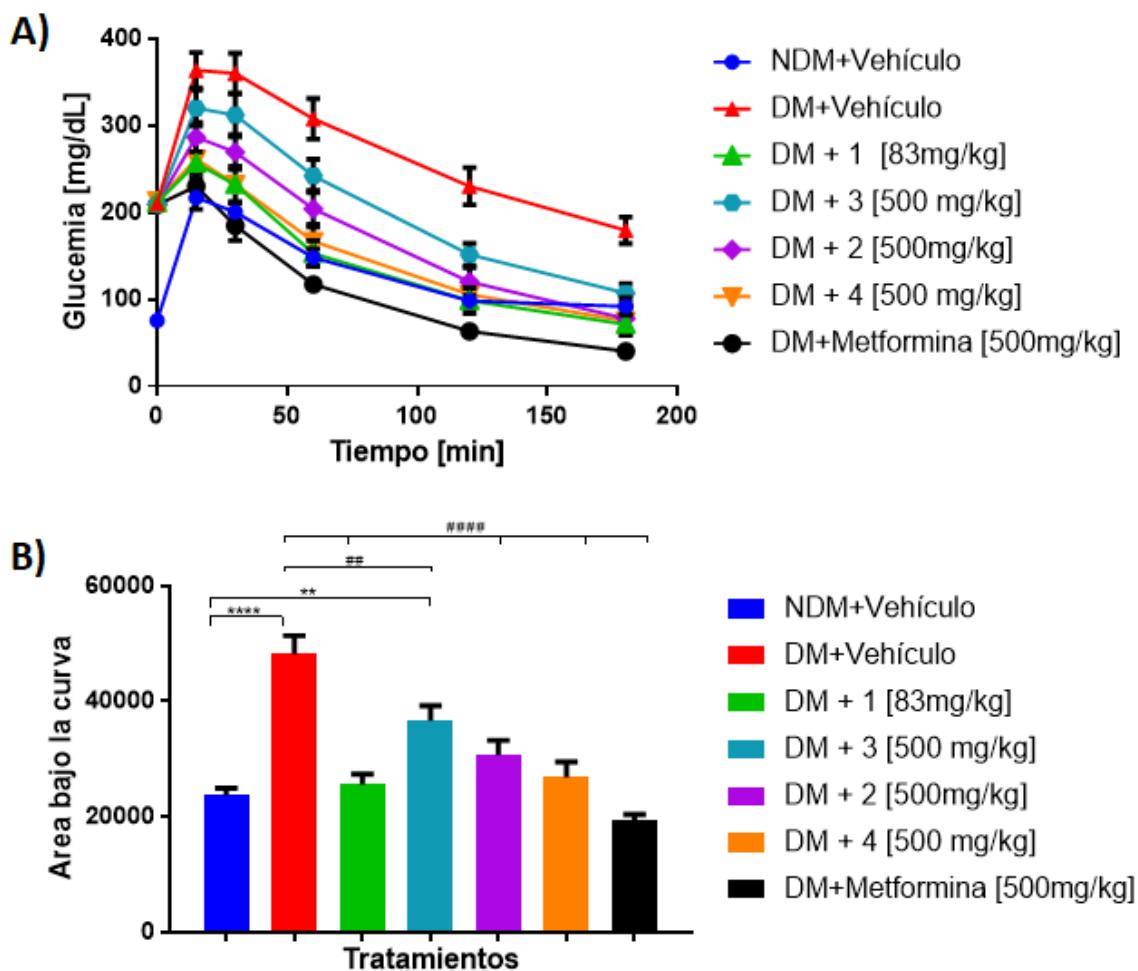 A)
Glucemia [mg/dL]
400
300
200
100
0
0 50 100 150 200
Tiempo [min]
NDM+Vehículo
DM+Vehículo
DM + 1 [83mg/kg]
DM + 3 [500 mg/kg]
DM + 2 [500mg/kg]
DM + 4 [500 mg/kg]
DM+Metformina [500mg/kg]
B)
####
##
**
****
Area bajo la curva
60000
40000
20000
0
Tratamientos
NDM+Vehículo
DM+Vehículo
DM + 1 [83mg/kg]
DM + 3 [500 mg/kg]
DM + 2 [500mg/kg]
DM + 4 [500 mg/kg]
DM+Metformina [500mg/kg]